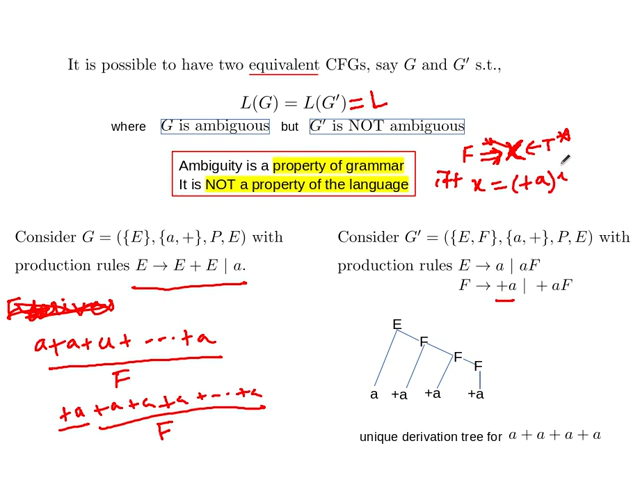 It is possible to have two equivalent CFGs, say G and G′ s.t.,
L(G) = L(G′) = L
where G is ambiguous but G′ is NOT ambiguous
F ⇒* x ∈ T*
iff x = (+a)^i
Ambiguity is a property of grammar
It is NOT a property of the language
Consider G = ({E}, {a, +}, P, E) with
production rules E → E + E | a.
a+a+a+ ··· +a
F
+a +a+a+a+ ··· +a
F
Consider G′ = ({E, F}, {a, +}, P, E) with
production rules E → a | aF
F → +a | + aF
E
F
F
F
a +a +a +a
unique derivation tree for a + a + a + a